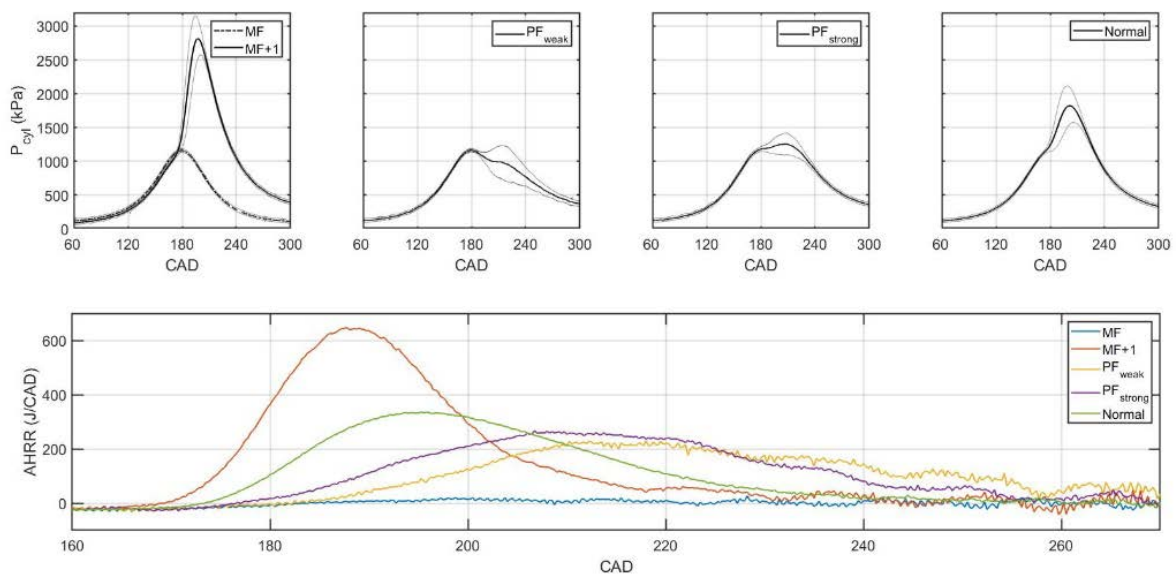 3000
2500
2000
1500
1000
500
0
P_cyl (kPa)
MF
MF+1
60 120 180 240 300
CAD
PF_weak
60 120 180 240 300
CAD
PF_strong
60 120 180 240 300
CAD
Normal
60 120 180 240 300
CAD
600
400
200
0
AHRR (J/CAD)
MF
MF+1
PF_weak
PF_strong
Normal
160 180 200 220 240 260
CAD